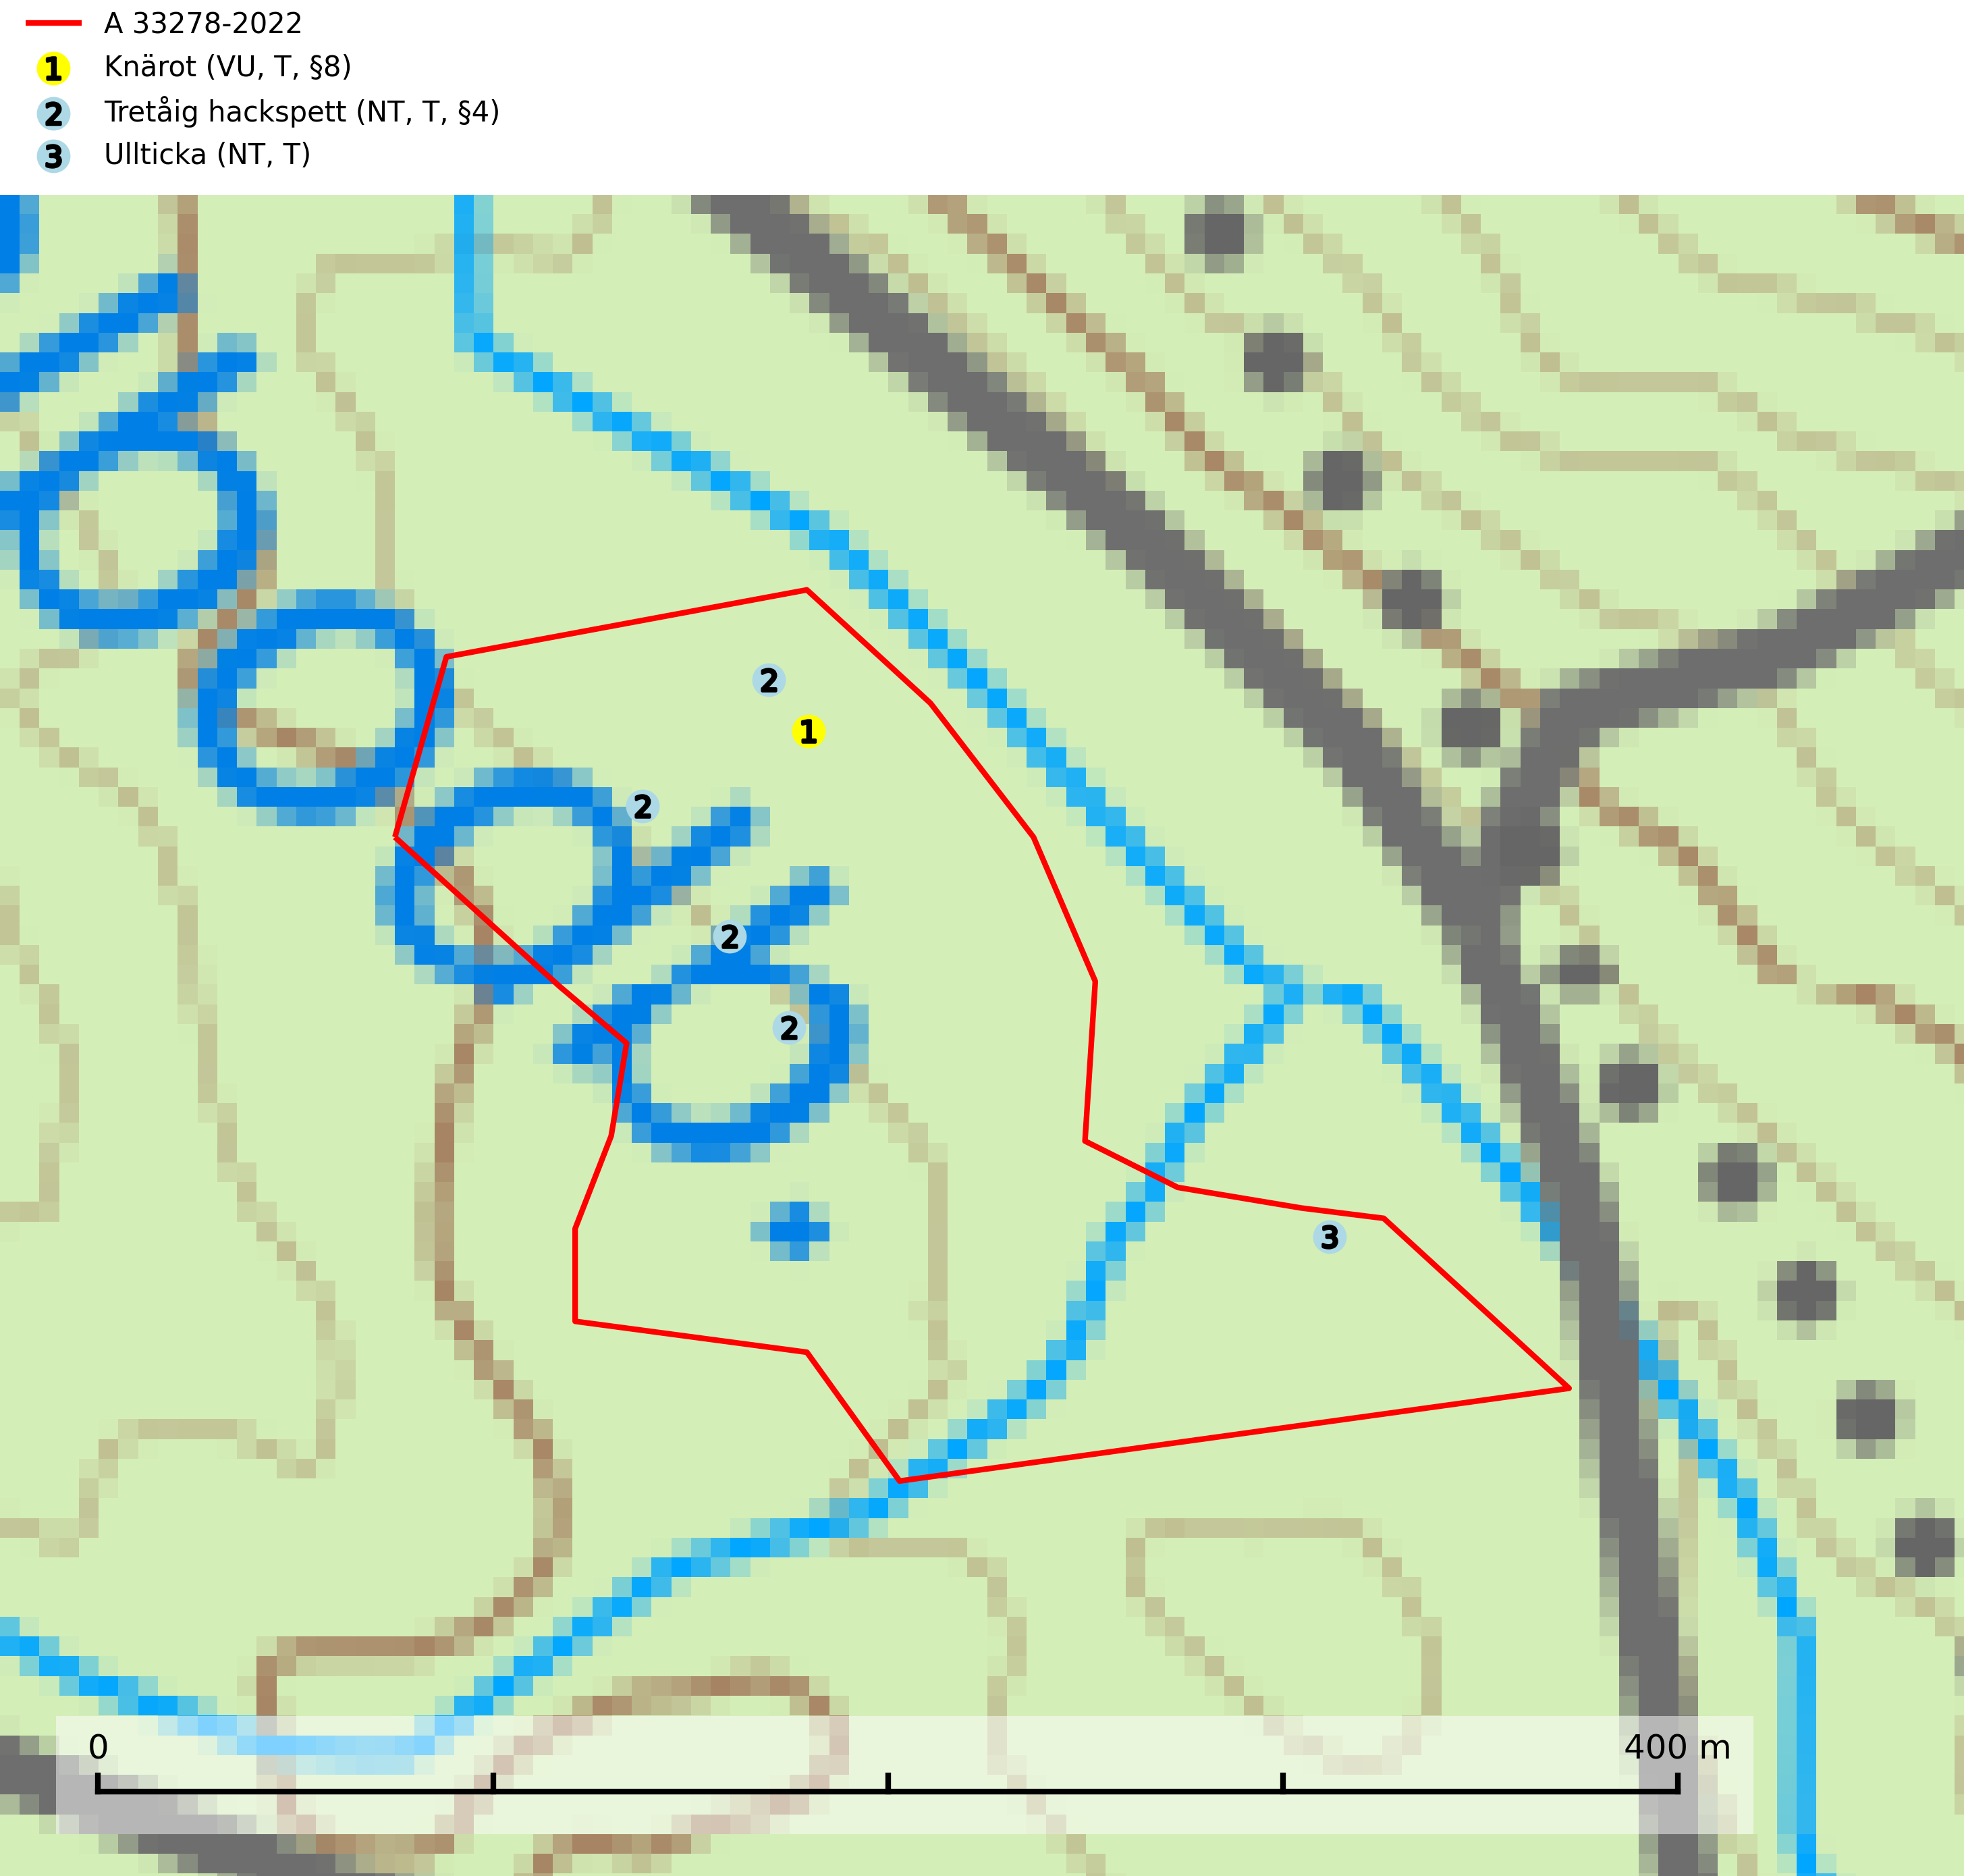 A 33278-2022
1 Knärot (VU, T, §8)
2 Tretåig hackspett (NT, T, §4)
3 Ullticka (NT, T)
2
1
2
2
2
3
0 400 m